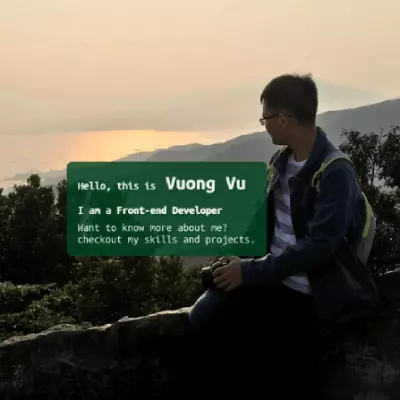 Hello, this is Vuong Vu
I am a Front-end Developer
Want to know more about me?
checkout my skills and projects.